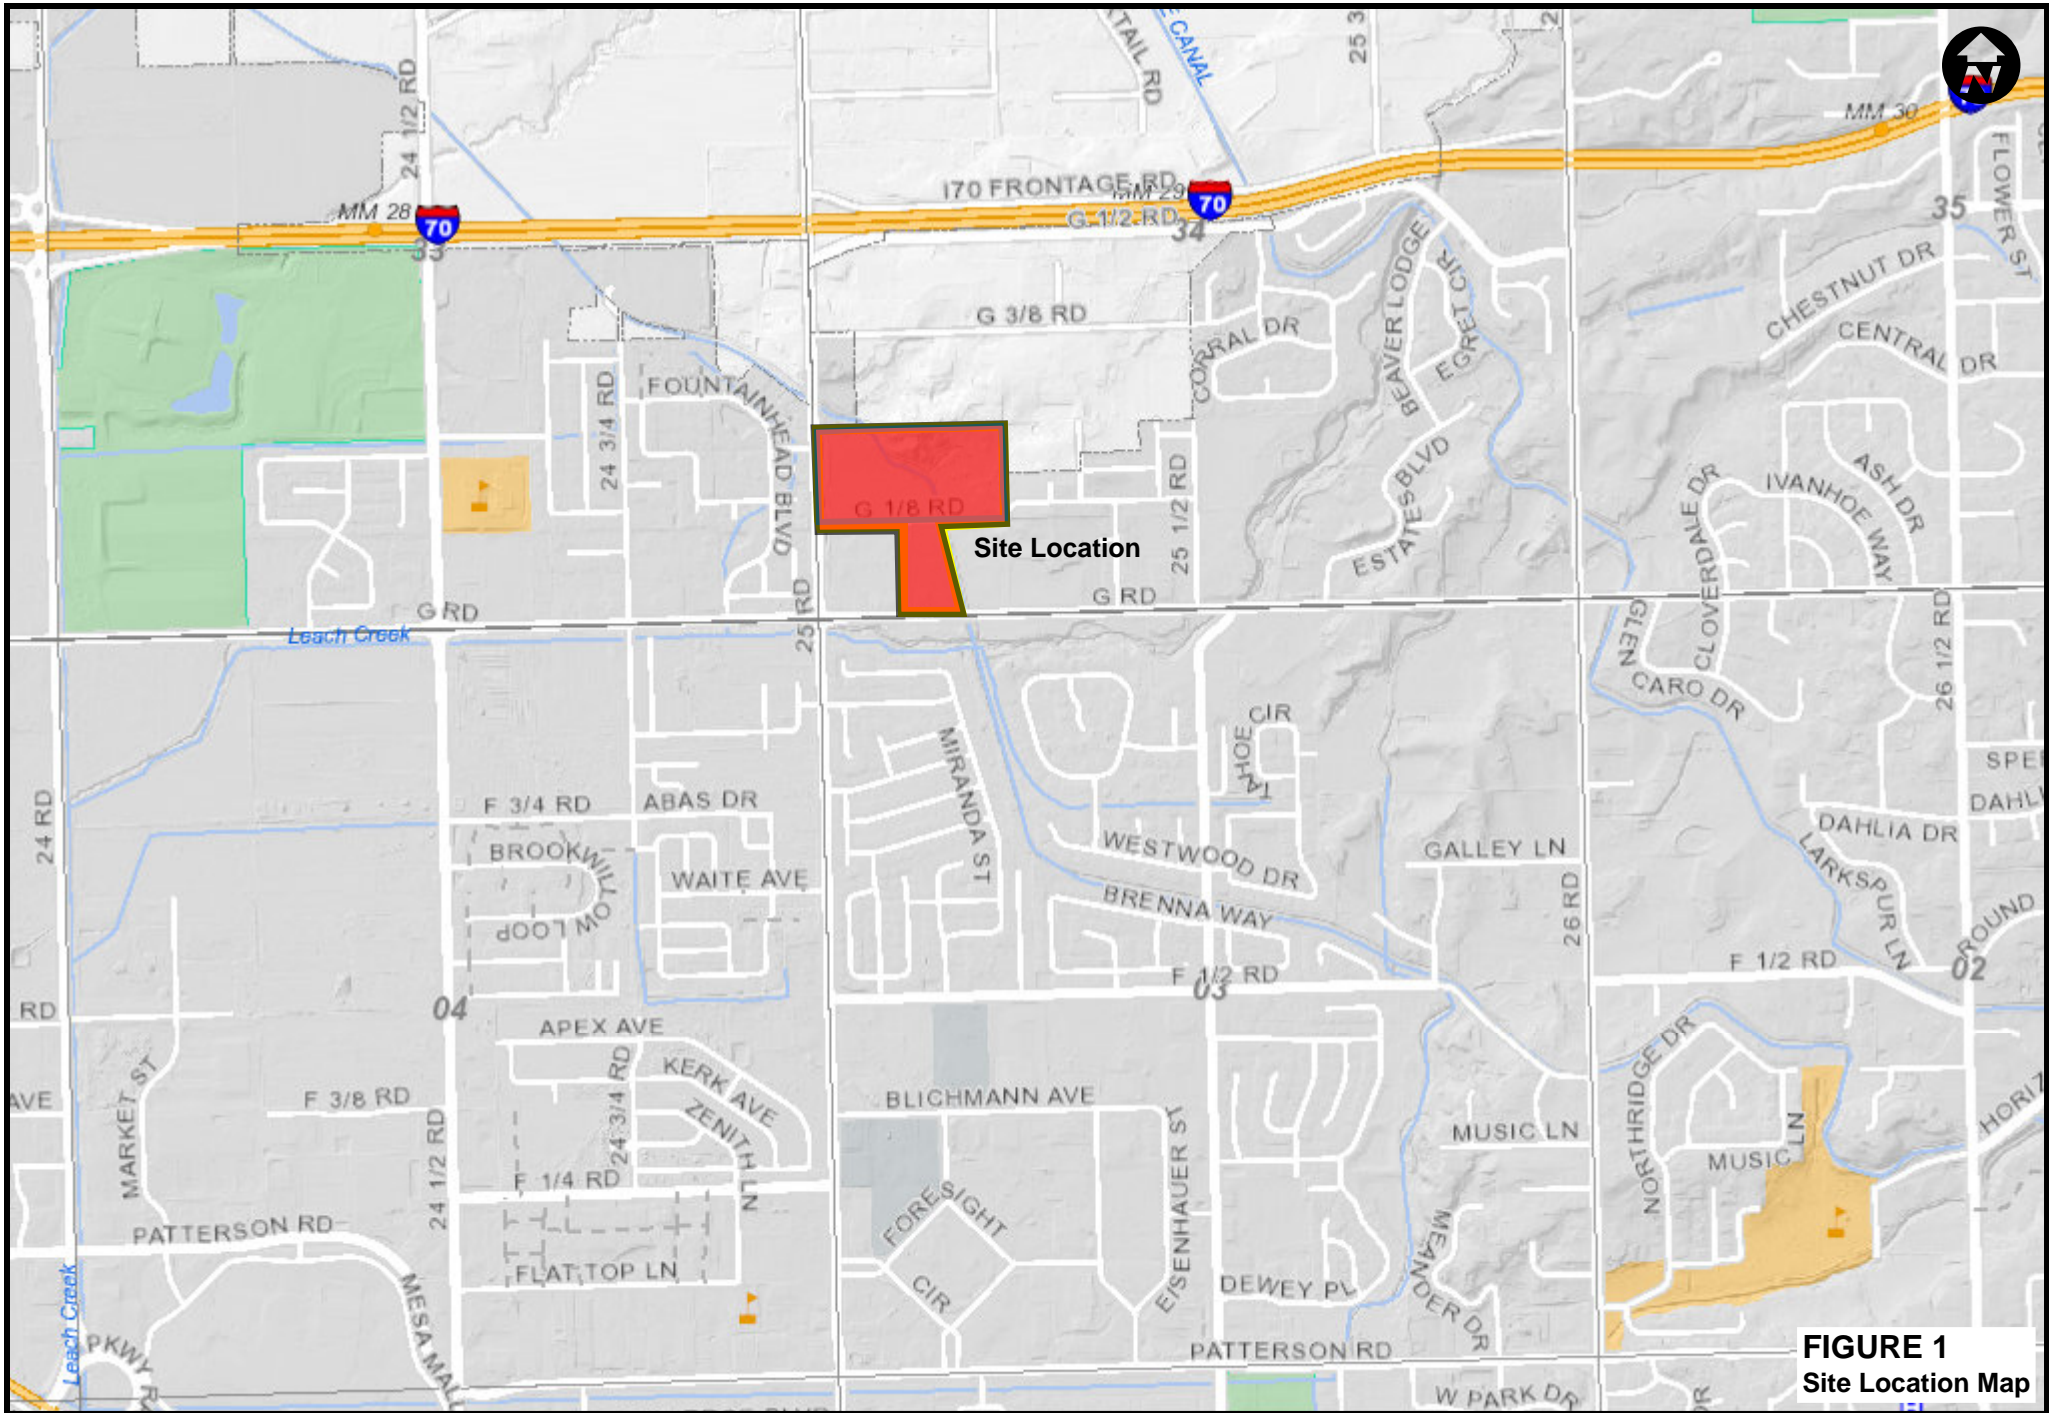 24 1/2 RD
TAIL RD
CANAL
N
MM 30
FLOWER ST
I70 FRONTAGE RD
MM 29
70
MM 28
70
G 1/2 RD
34
35
33
CHESTNUT DR
G 3/8 RD
CORRAL DR
BEAVER LODGE
EGRET CIR
CENTRAL DR
24 3/4 RD
FOUNTAINHEAD BLVD
G 1/8 RD
25 1/2 RD
ESTATES BLVD
CLOVERDALE DR
IVANHOE WAY
ASH DR
Site Location
G RD
G RD
25 RD
Leach Creek
GLEN
CARO DR
26 1/2 RD
MIRANDA ST
TAHOE
CIR
SPE
DAHL
24 RD
F 3/4 RD
ABAS DR
DAHLIA DR
BROOKWILLOW LOOP
WESTWOOD DR
GALLEY LN
LARKSPUR LN
WAITE AVE
BRENNA WAY
26 RD
ROUND
F 1/2 RD
F 1/2 RD
02
03
04
RD
APEX AVE
NORTHRIDGE DR
MARKET ST
24 3/4 RD
KERK AVE
AVE
F 3/8 RD
BLICHMANN AVE
HORIZ
ZENITH LN
24 1/2 RD
EISENHAUER ST
MUSIC LN
MUSIC LN
F 1/4 RD
FORESIGHT
CIR
PATTERSON RD
MEANDER DR
FLAT TOP LN
DEWEY PL
Leach Creek
MESA MALL
PKWY
PATTERSON RD
W PARK DR
FIGURE 1
Site Location Map